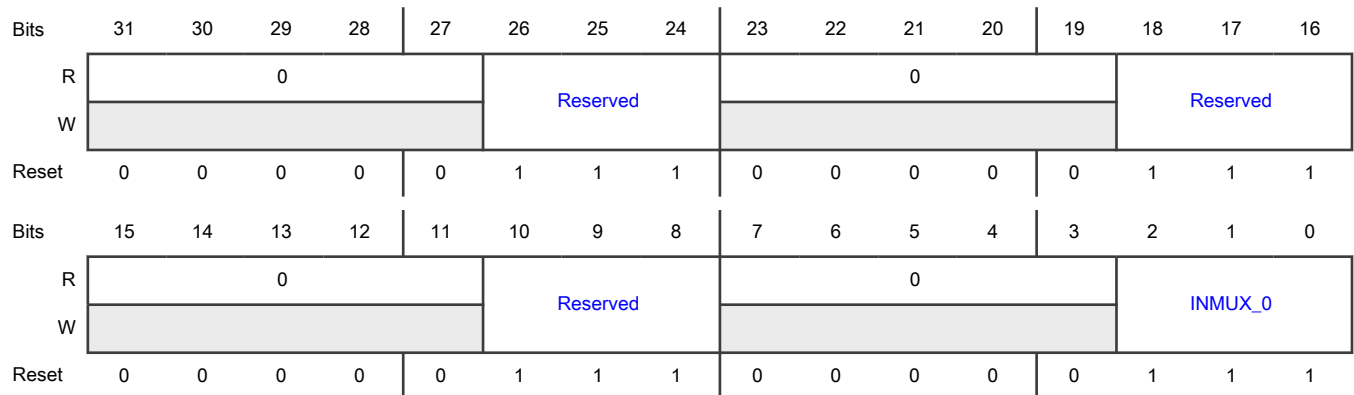 Bits 31 30 29 28 27 26 25 24 23 22 21 20 19 18 17 16
R 0 Reserved 0 Reserved
W
Reset 0 0 0 0 0 1 1 1 0 0 0 0 0 1 1 1
Bits 15 14 13 12 11 10 9 8 7 6 5 4 3 2 1 0
R 0 Reserved 0 INMUX_0
W
Reset 0 0 0 0 0 1 1 1 0 0 0 0 0 1 1 1